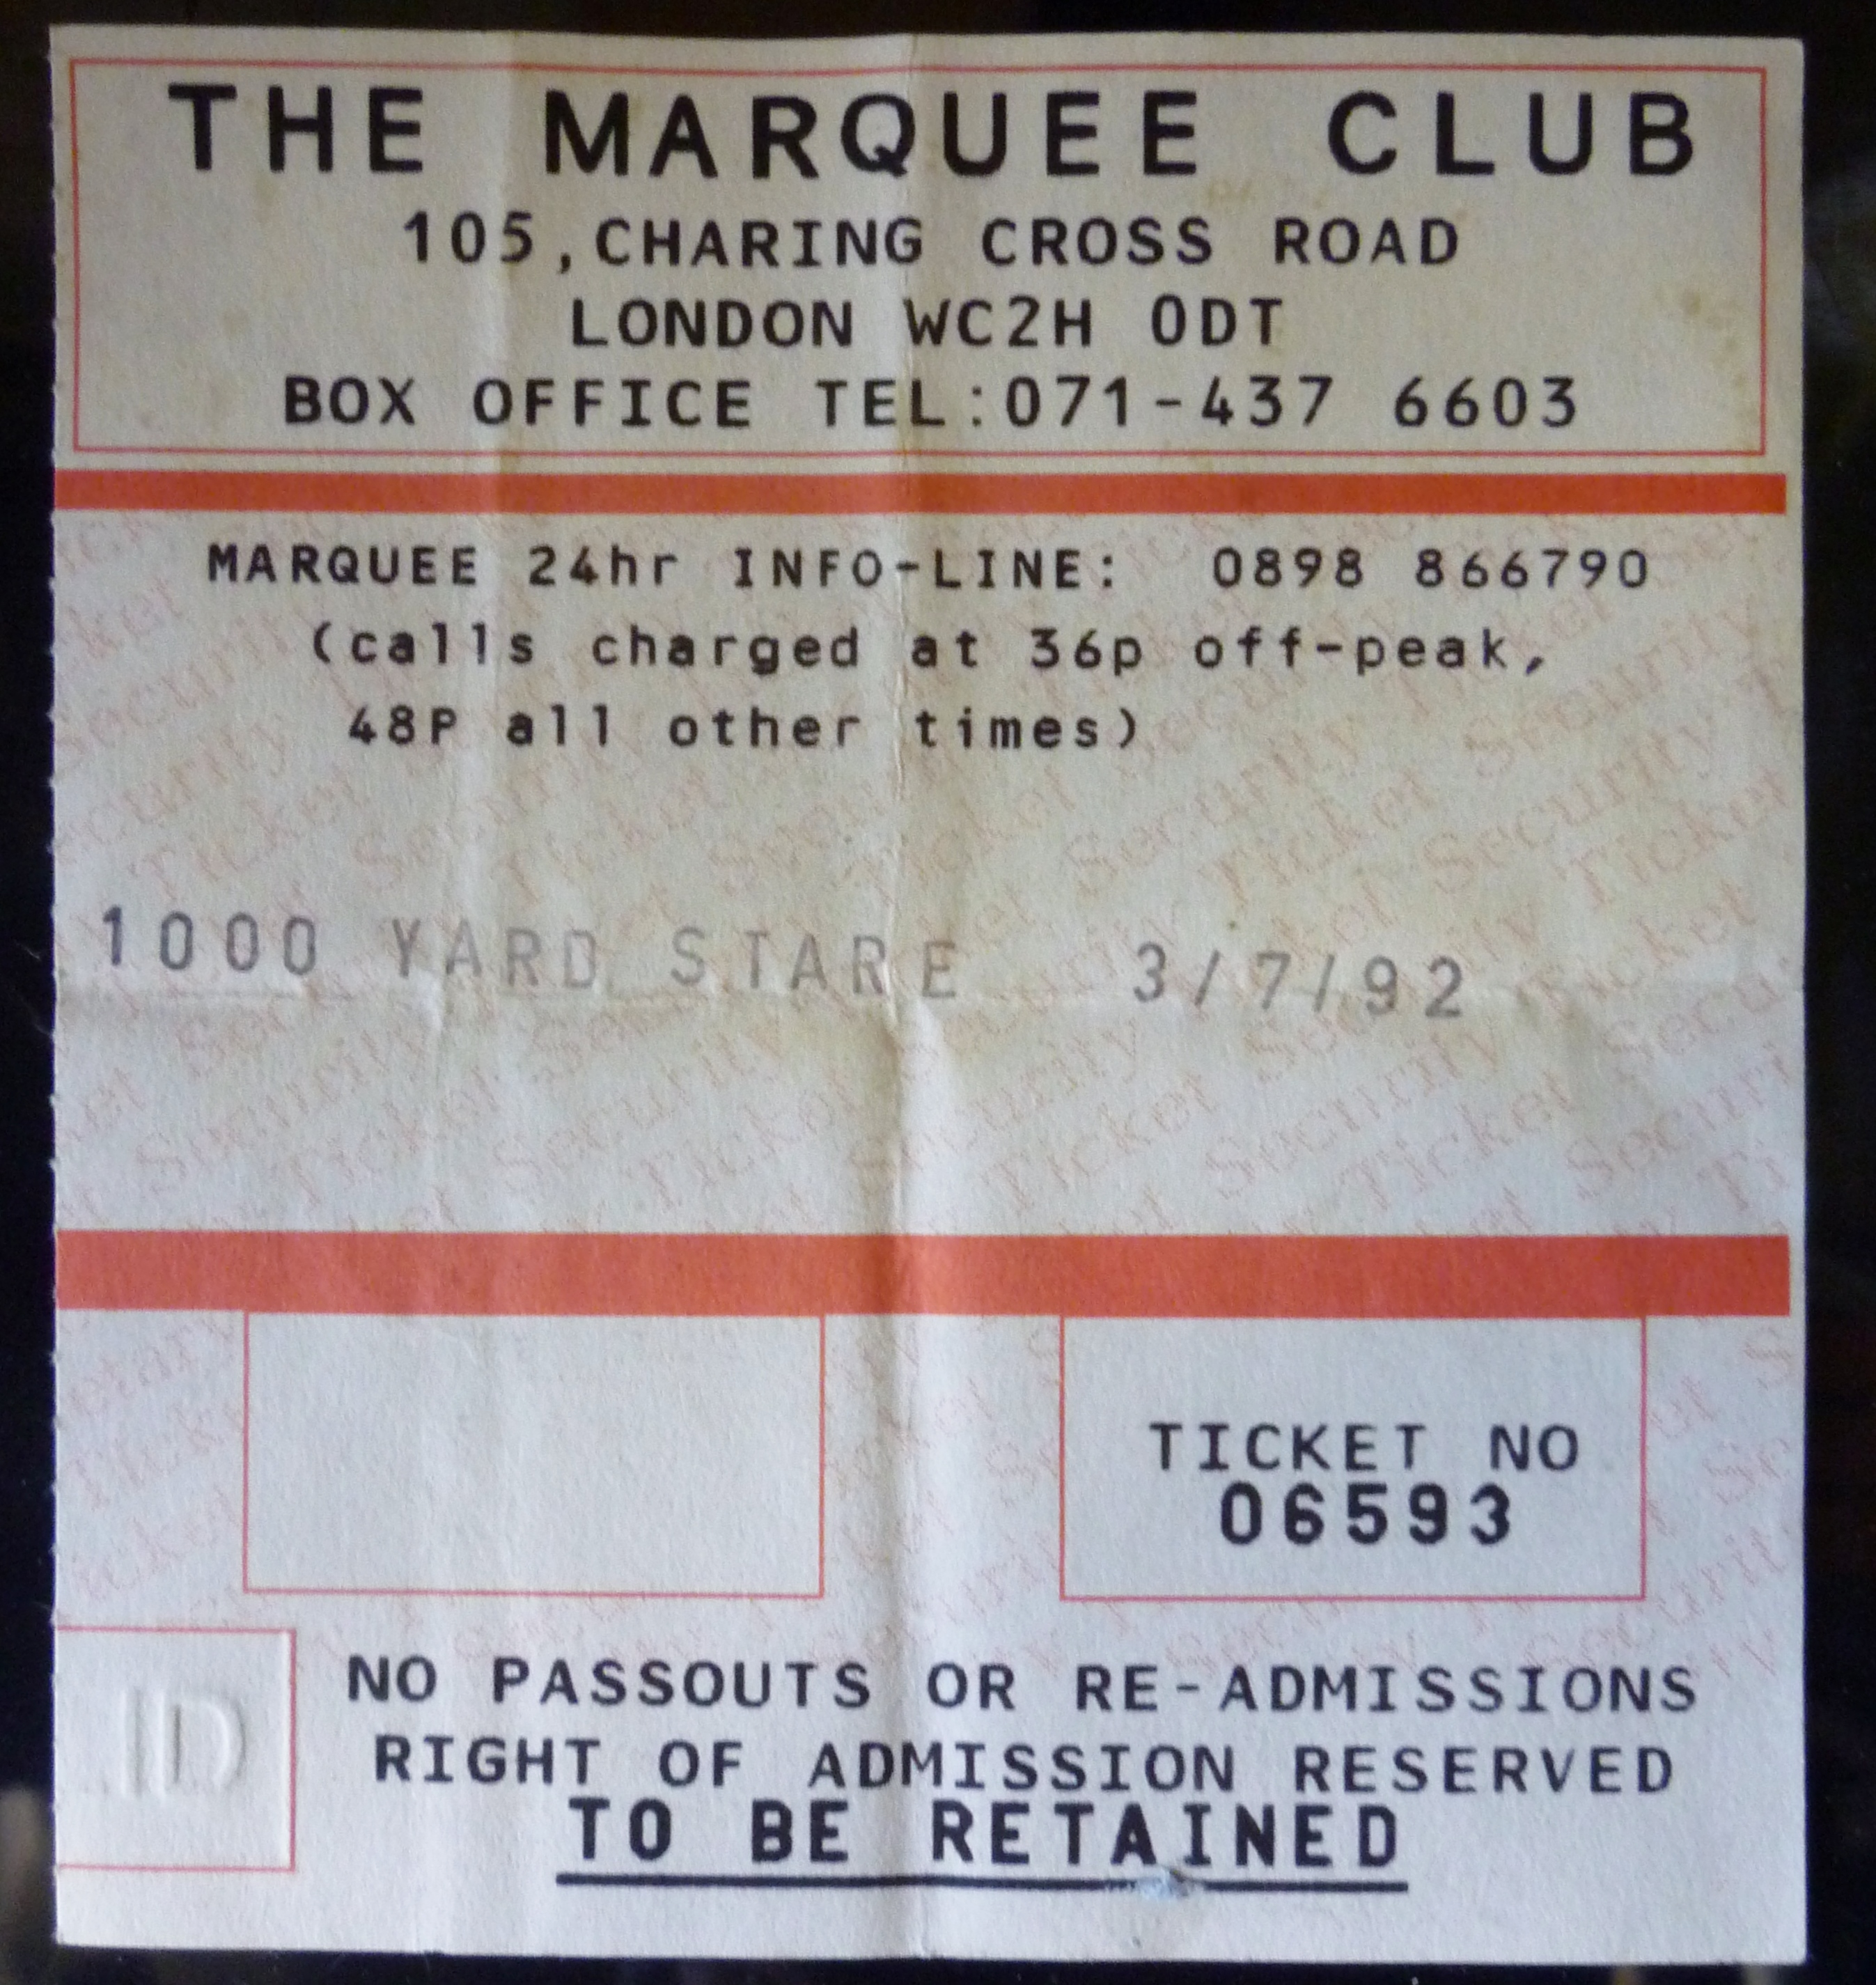 THE MARQUEE CLUB
105,CHARING CROSS ROAD
LONDON WC2H 0DT
BOX OFFICE TEL:071-437 6603
MARQUEE 24hr INFO-LINE: 0898 866790
(calls charged at 36p off-peak,
48P all other times)
1000 YARD STARE 3/7/92
TICKET NO
06593
NO PASSOUTS OR RE-ADMISSIONS
RIGHT OF ADMISSION RESERVED
TO BE RETAINED